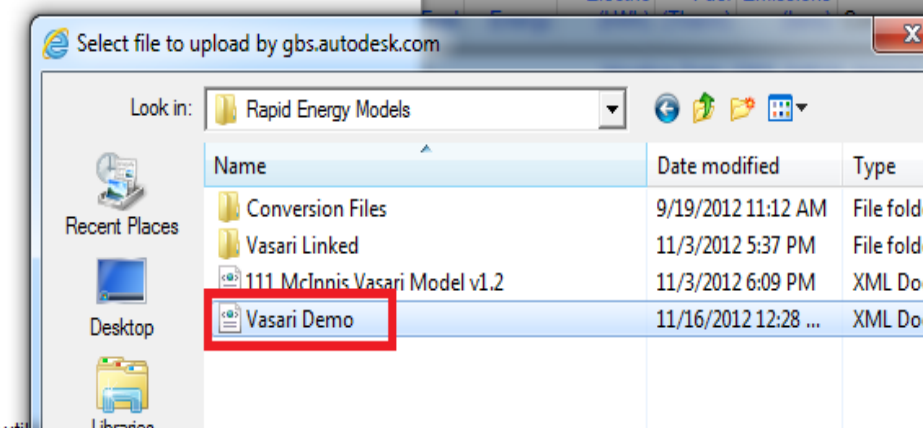 Select file to upload by gbs.autodesk.com
Look in: Rapid Energy Models
Name Date modified Type
Recent Places
Conversion Files 9/19/2012 11:12 AM File fold
Vasari Linked 11/3/2012 5:37 PM File fold
111 McInnis Vasari Model v1.2 11/3/2012 6:09 PM XML Do
Desktop
Vasari Demo 11/16/2012 12:28 ... XML Do
Libraries